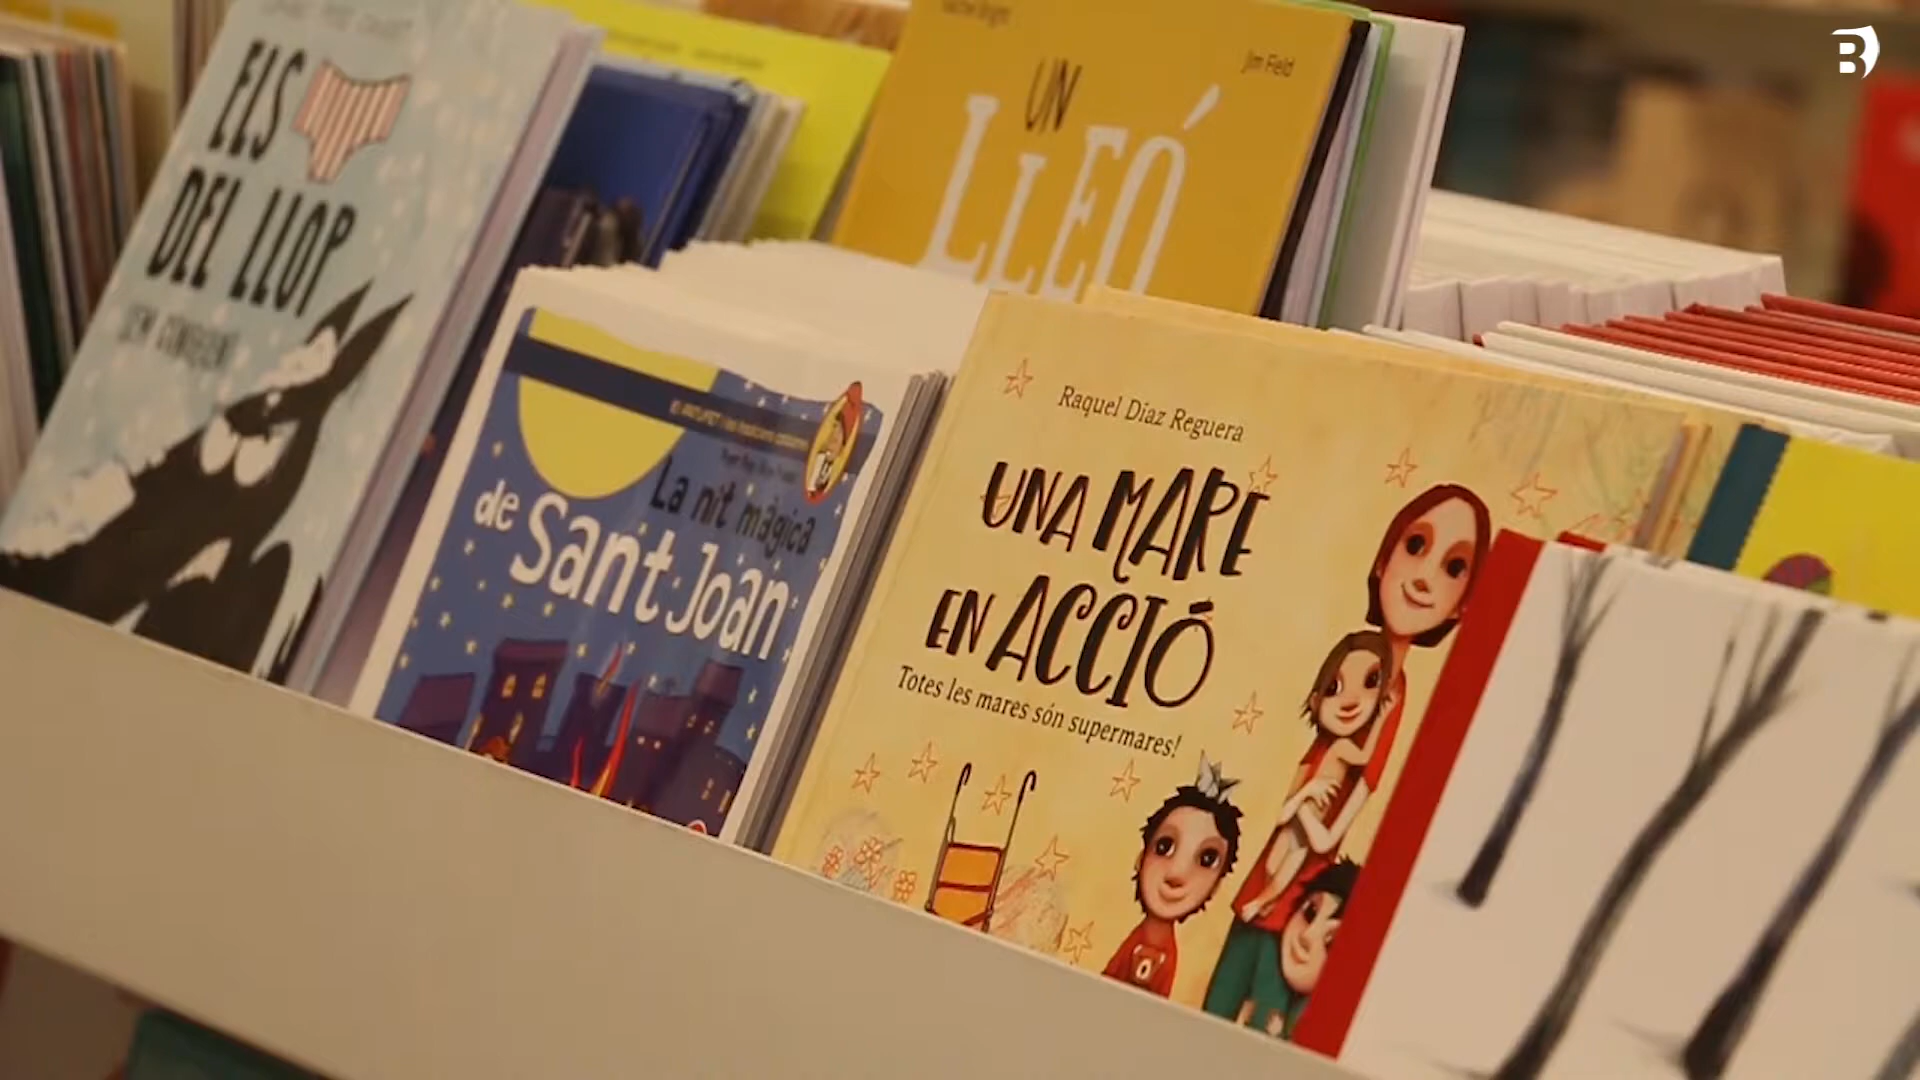 ELS
DEL LLOP
UN
LLEÓ
Jim Field
La nit màgica
de Sant Joan
Raquel Díaz Reguera
UNA MARE
EN ACCIÓ
Totes les mares són supermares!
B